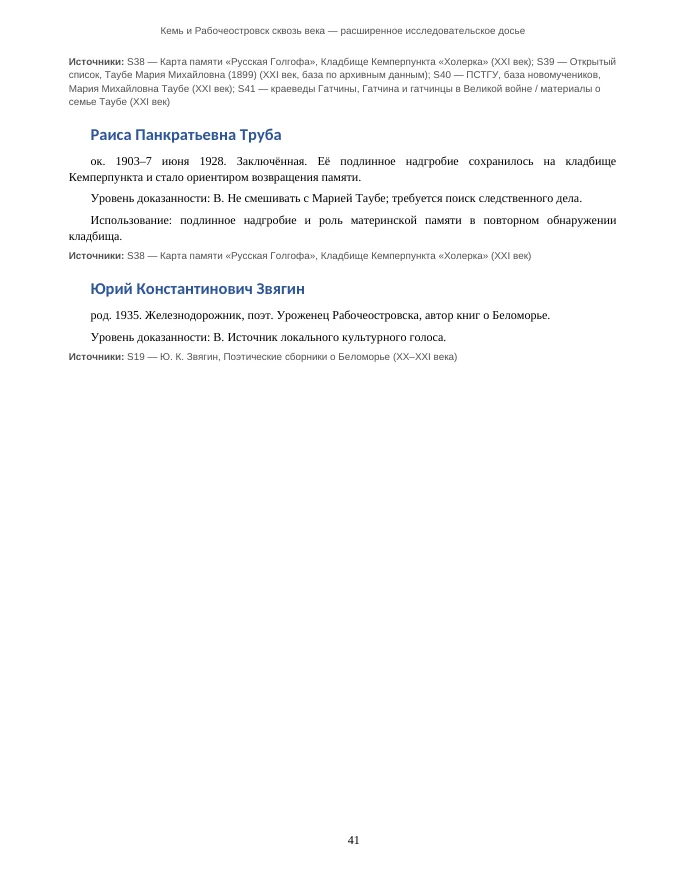 Кемь и Рабочеостровск сквозь века — расширенное исследовательское досье
Источники: S38 — Карта памяти «Русская Голгофа», Кладбище Кемперпункта «Холерка» (XXI век); S39 — Открытый
список, Таубе Мария Михайловна (1899) (XXI век, база по архивным данным); S40 — ПСТГУ, база новомучеников,
Мария Михайловна Таубе (XXI век); S41 — краеведы Гатчины, Гатчина и гатчинцы в Великой войне / материалы о
семье Таубе (XXI век)
Раиса Панкратьевна Труба
ок. 1903–7 июня 1928. Заключённая. Её подлинное надгробие сохранилось на кладбище
Кемперпункта и стало ориентиром возвращения памяти.
Уровень доказанности: B. Не смешивать с Марией Таубе; требуется поиск следственного дела.
Использование: подлинное надгробие и роль материнской памяти в повторном обнаружении
кладбища.
Источники: S38 — Карта памяти «Русская Голгофа», Кладбище Кемперпункта «Холерка» (XXI век)
Юрий Константинович Звягин
род. 1935. Железнодорожник, поэт. Уроженец Рабочеостровска, автор книг о Беломорье.
Уровень доказанности: B. Источник локального культурного голоса.
Источники: S19 — Ю. К. Звягин, Поэтические сборники о Беломорье (XX–XXI века)
41